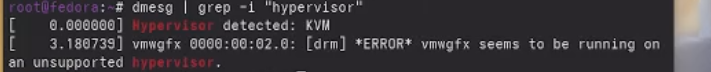 root@fedora:~# dmesg | grep -i "hypervisor"
[    0.000000] Hypervisor detected: KVM
[    3.180739] vmwgfx 0000:00:02.0: [drm] *ERROR* vmwgfx seems to be running on
an unsupported hypervisor.